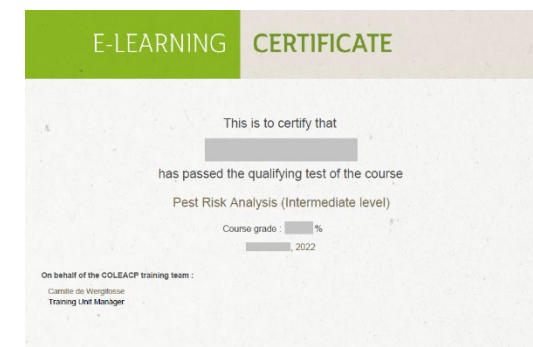 E-LEARNING CERTIFICATE
This is to certify that
has passed the qualifying test of the course
Pest Risk Analysis (Intermediate level)
Course grade : %
, 2022
On behalf of the COLEACP training team :
Camille de Wergifosse
Training Unit Manager